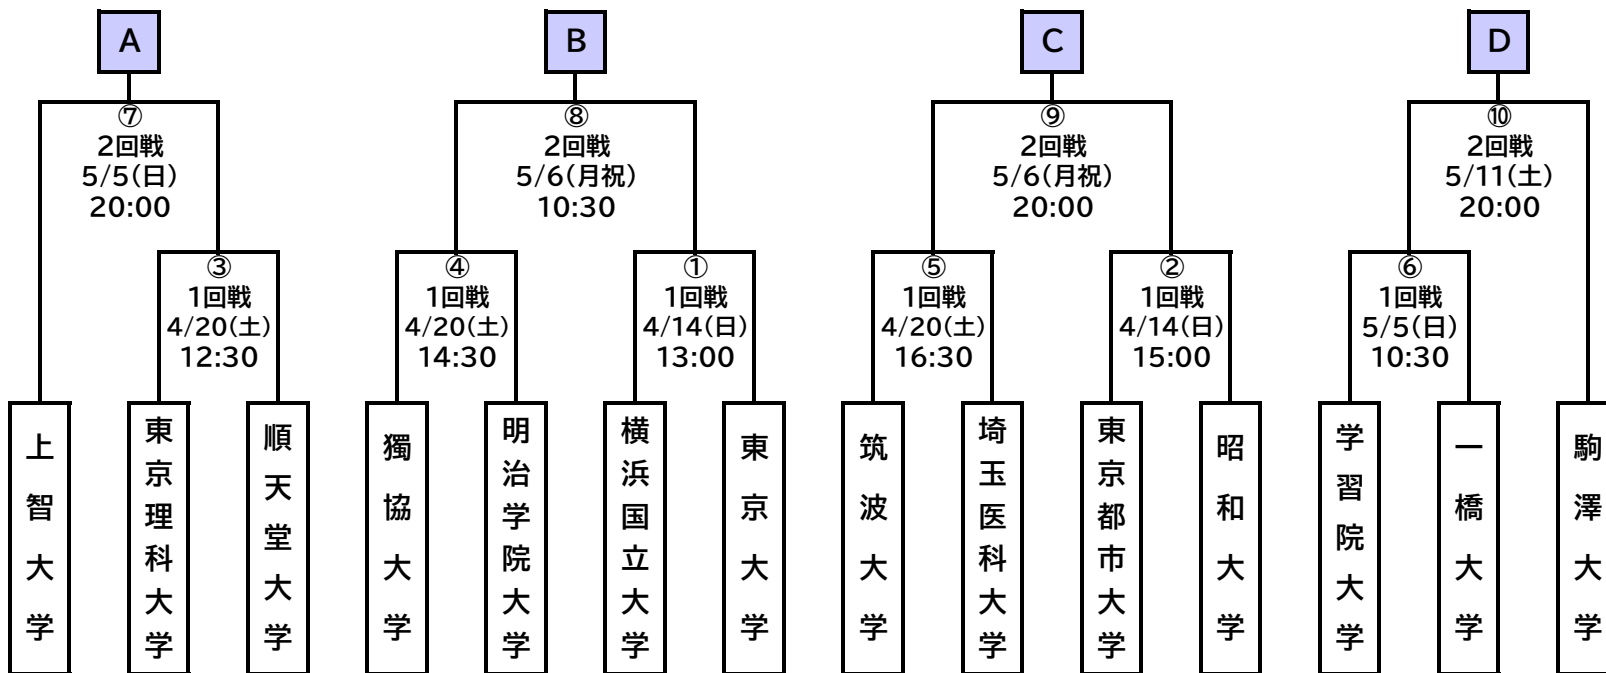 A
B
C
D
⑦
2回戦
5/5(日)
20:00
⑧
2回戦
5/6(月祝)
10:30
⑨
2回戦
5/6(月祝)
20:00
⑩
2回戦
5/11(土)
20:00
③
1回戦
4/20(土)
12:30
④
1回戦
4/20(土)
14:30
①
1回戦
4/14(日)
13:00
⑤
1回戦
4/20(土)
16:30
②
1回戦
4/14(日)
15:00
⑥
1回戦
5/5(日)
10:30
上智大学
東京理科大学
順天堂大学
獨協大学
明治学院大学
横浜国立大学
東京大学
筑波大学
埼玉医科大学
東京都市大学
昭和大学
学習院大学
一橋大学
駒澤大学